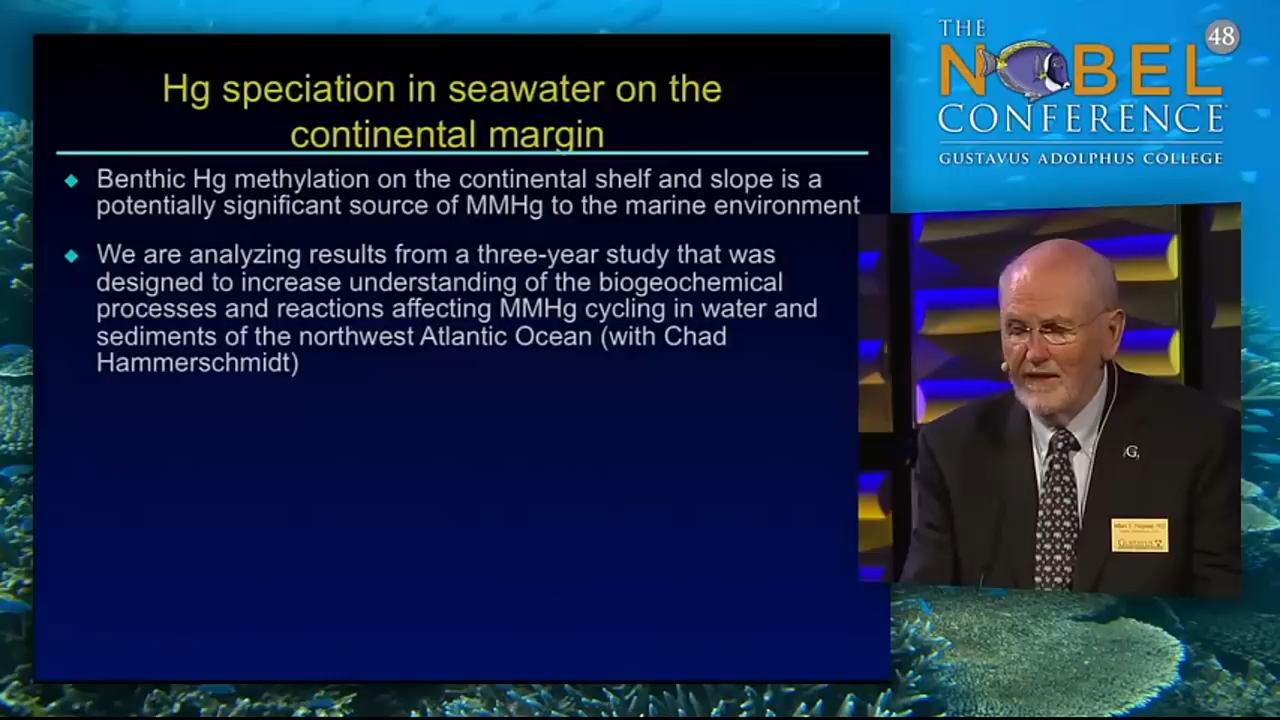 Hg speciation in seawater on the
continental margin
Benthic Hg methylation on the continental shelf and slope is a
potentially significant source of MMHg to the marine environment
We are analyzing results from a three-year study that was
designed to increase understanding of the biogeochemical
processes and reactions affecting MMHg cycling in water and
sediments of the northwest Atlantic Ocean (with Chad
Hammerschmidt)
THE
NOBEL
48
CONFERENCE
GUSTAVUS ADOLPHUS COLLEGE
G